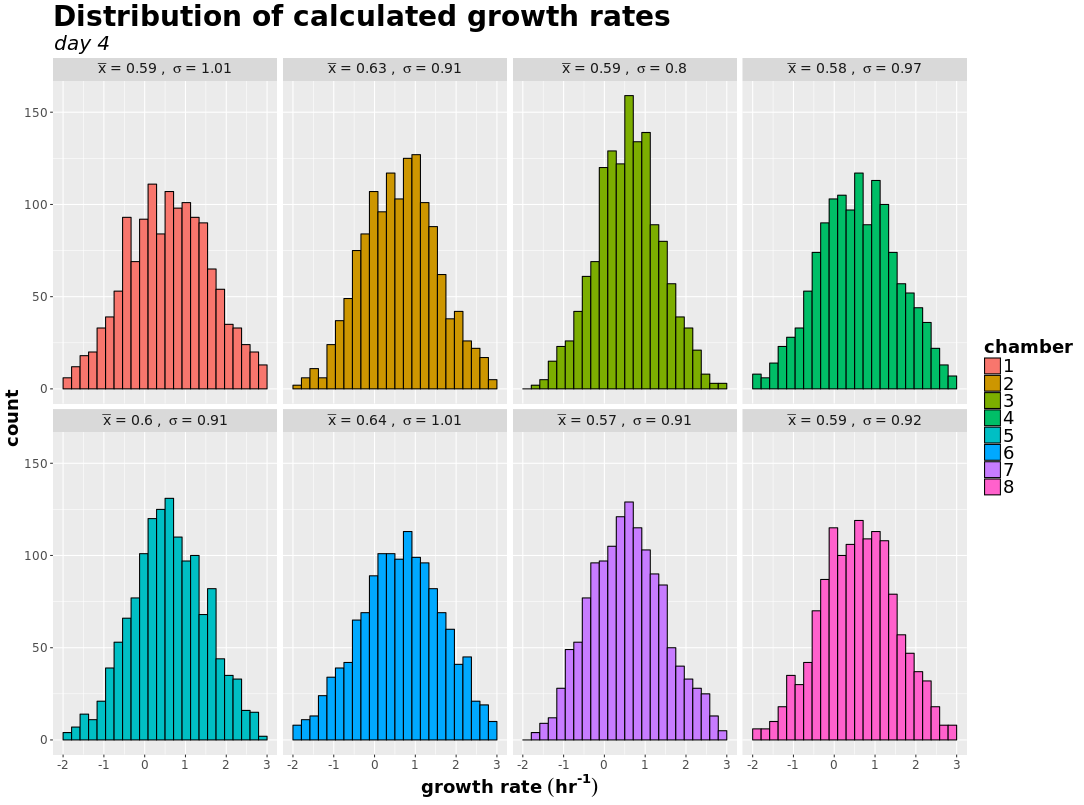 Distribution of calculated growth rates
day 4
x̅ = 0.59 , σ = 1.01
x̅ = 0.63 , σ = 0.91
x̅ = 0.59 , σ = 0.8
x̅ = 0.58 , σ = 0.97
150
100
50
0
x̅ = 0.6 , σ = 0.91
x̅ = 0.64 , σ = 1.01
x̅ = 0.57 , σ = 0.91
x̅ = 0.59 , σ = 0.92
150
100
50
0
-2 -1 0 1 2 3
-2 -1 0 1 2 3
-2 -1 0 1 2 3
-2 -1 0 1 2 3
count
growth rate (hr⁻¹)
chamber
1
2
3
4
5
6
7
8